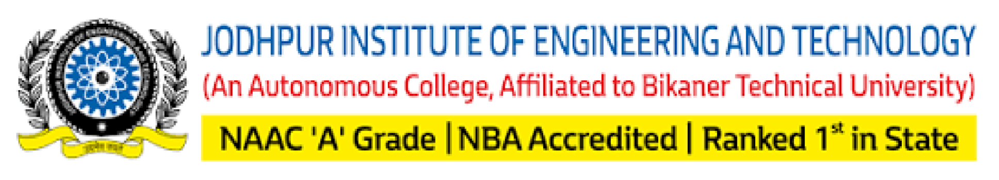 JODHPUR INSTITUTE OF ENGINEERING AND TECHNOLOGY
(An Autonomous College, Affiliated to Bikaner Technical University)
NAAC 'A' Grade | NBA Accredited | Ranked 1st in State